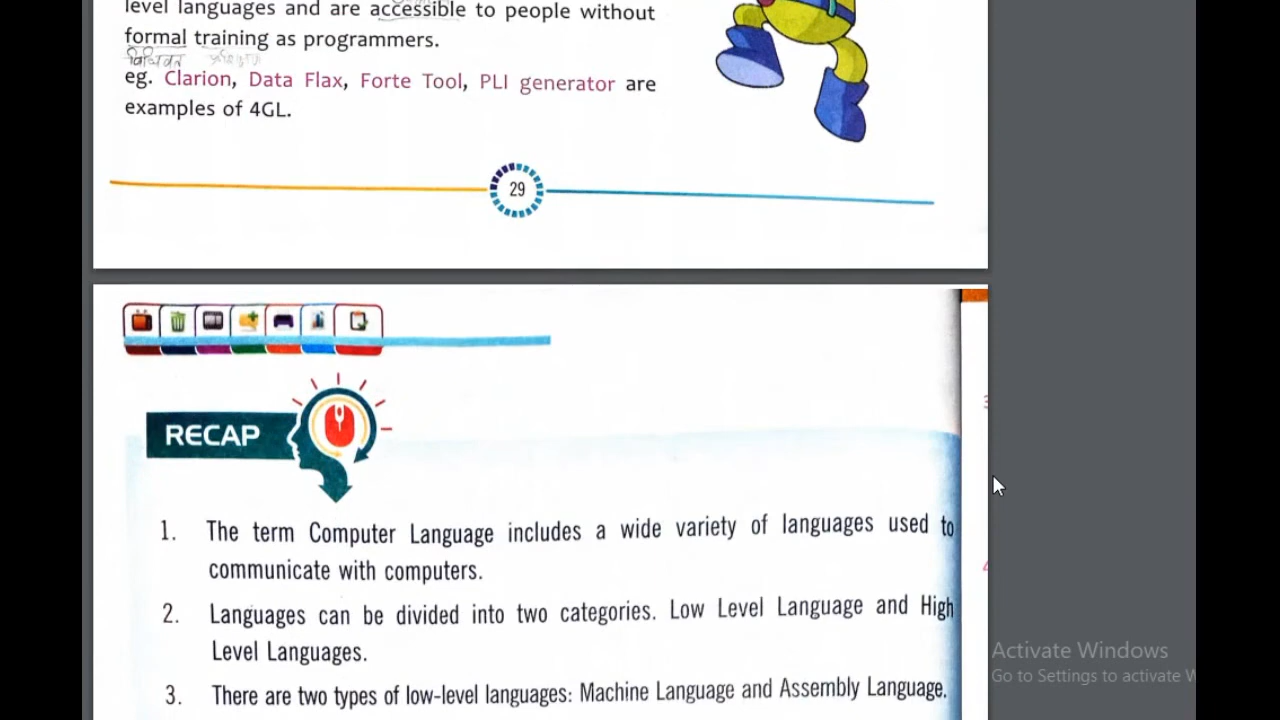 level languages and are accessible to people without
formal training as programmers.
विधिवत
eg. Clarion, Data Flax, Forte Tool, PLI generator are
examples of 4GL.
29
RECAP
1. The term Computer Language includes a wide variety of languages used to
communicate with computers.
2. Languages can be divided into two categories. Low Level Language and High
Level Languages.
3. There are two types of low-level languages: Machine Language and Assembly Language.
Activate Windows
Go to Settings to activate W